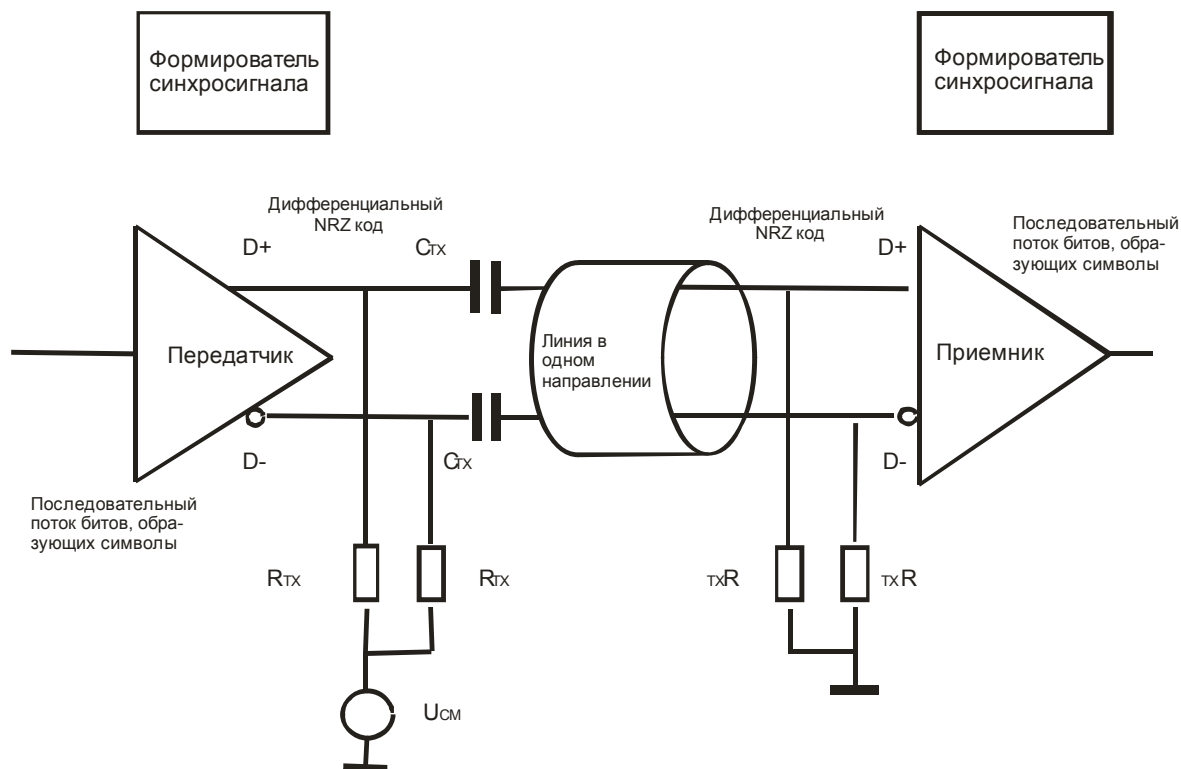 Формирователь
синхросигнала
Формирователь
синхросигнала
Дифференциальный
NRZ код
Дифференциальный
NRZ код
Последовательный
поток битов, обра-
зующих символы
D+
CTX
D+
Линия в
одном
направлении
Передатчик
Приемник
D-
CTX
D-
Последовательный
поток битов, обра-
зующих символы
RTX
RTX
TXR
TXR
UCM